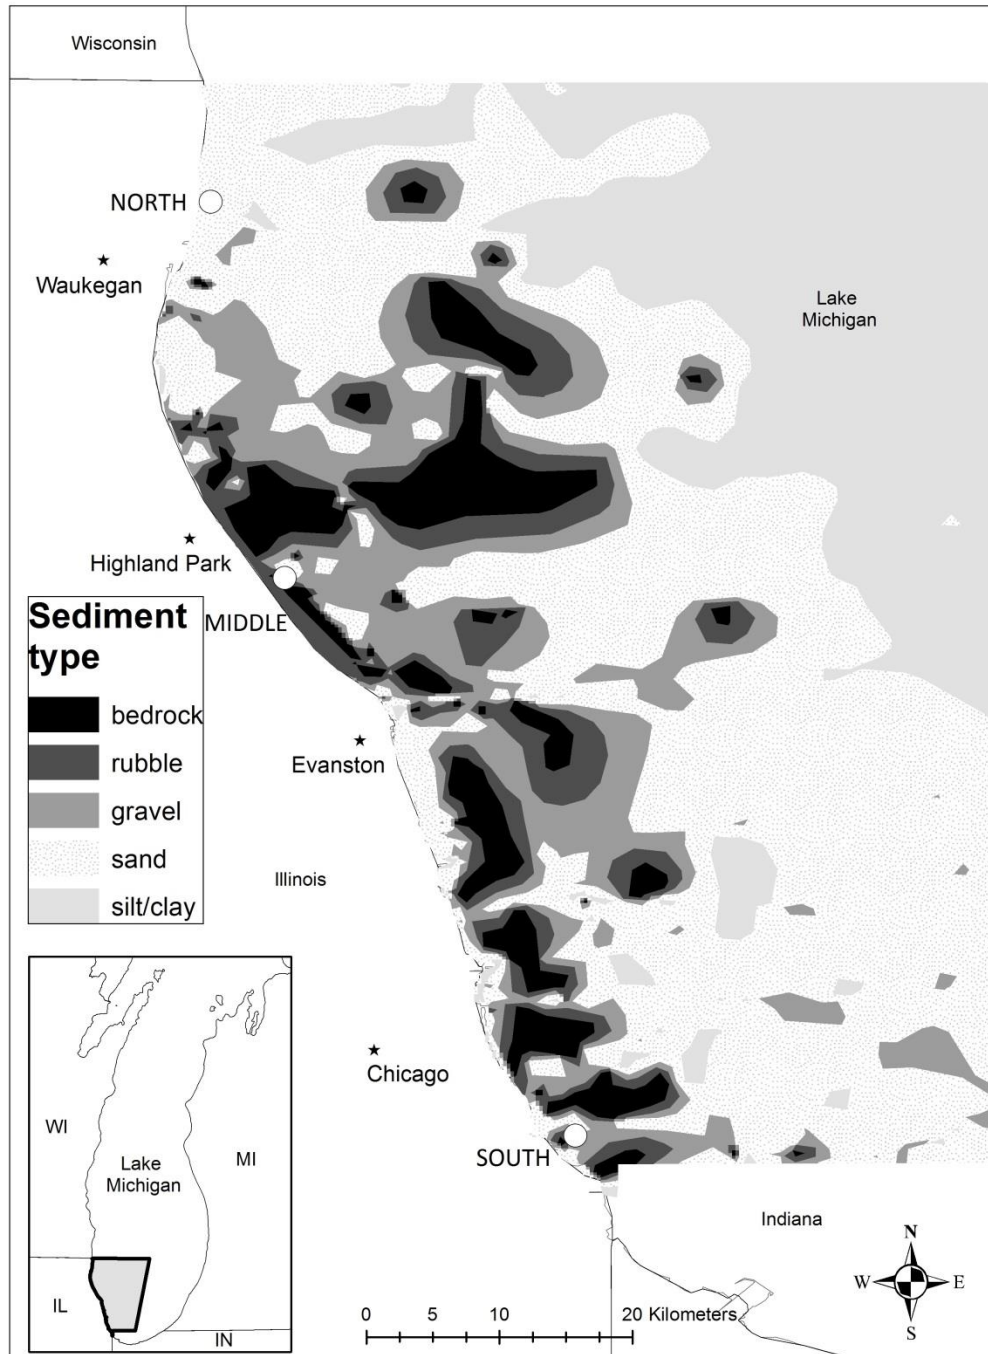 Wisconsin
NORTH
Waukegan
Lake
Michigan
Highland Park
MIDDLE
Sediment
type
bedrock
rubble
gravel
sand
silt/clay
Evanston
Illinois
Chicago
SOUTH
Indiana
WI
Lake
Michigan
MI
IL
IN
0 5 10 20 Kilometers
N
W E
S